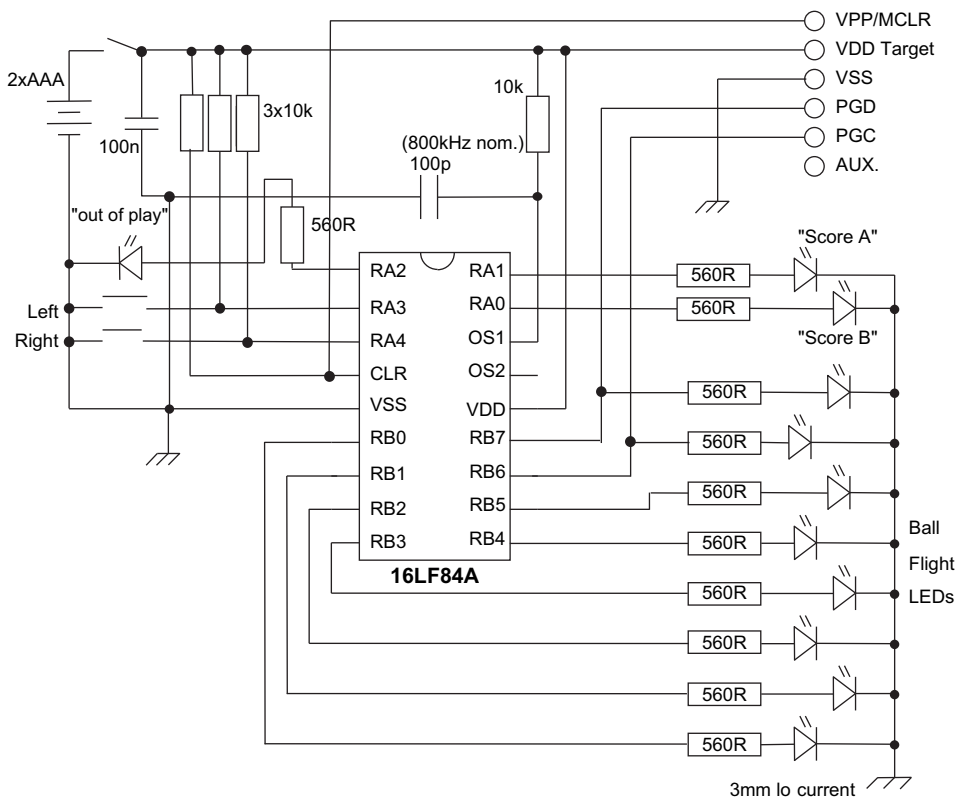 VPP/MCLR
VDD Target
2xAAA
VSS
10k
PGD
3x10k
100n
(800kHz nom.)
100p
PGC
AUX.
"out of play"
560R
"Score A"
RA2
RA1
560R
Left
RA3
RA0
560R
Right
RA4
OS1
"Score B"
CLR
OS2
560R
VSS
VDD
RB0
RB7
560R
RB1
RB6
RB2
RB5
560R
RB3
RB4
560R
Ball
Flight
LEDs
16LF84A
560R
560R
560R
560R
3mm lo current